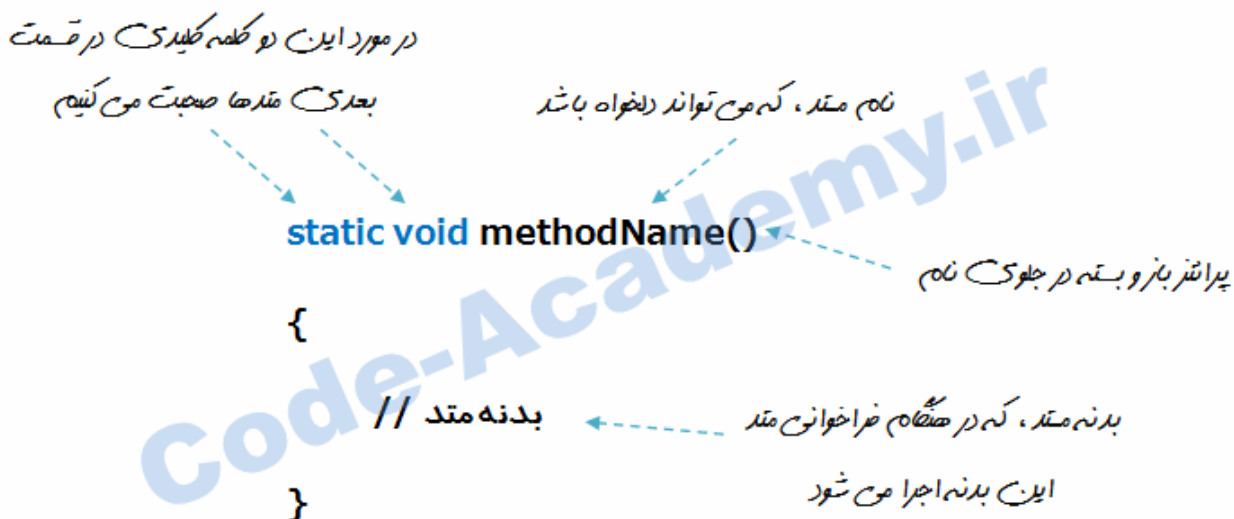 در مورد این دو کلمه کلیدی در قسمت
بعدی متدها صحبت می کنیم
نام متد ، که می تواند دلخواه باشد
static void methodName()
پرانتز باز و بسته در جلوی نام
{
// بدنه متد
بدنه متد ، که در هنگام فراخوانی متد
این بدنه اجرا می شود
}
Code-Academy.ir